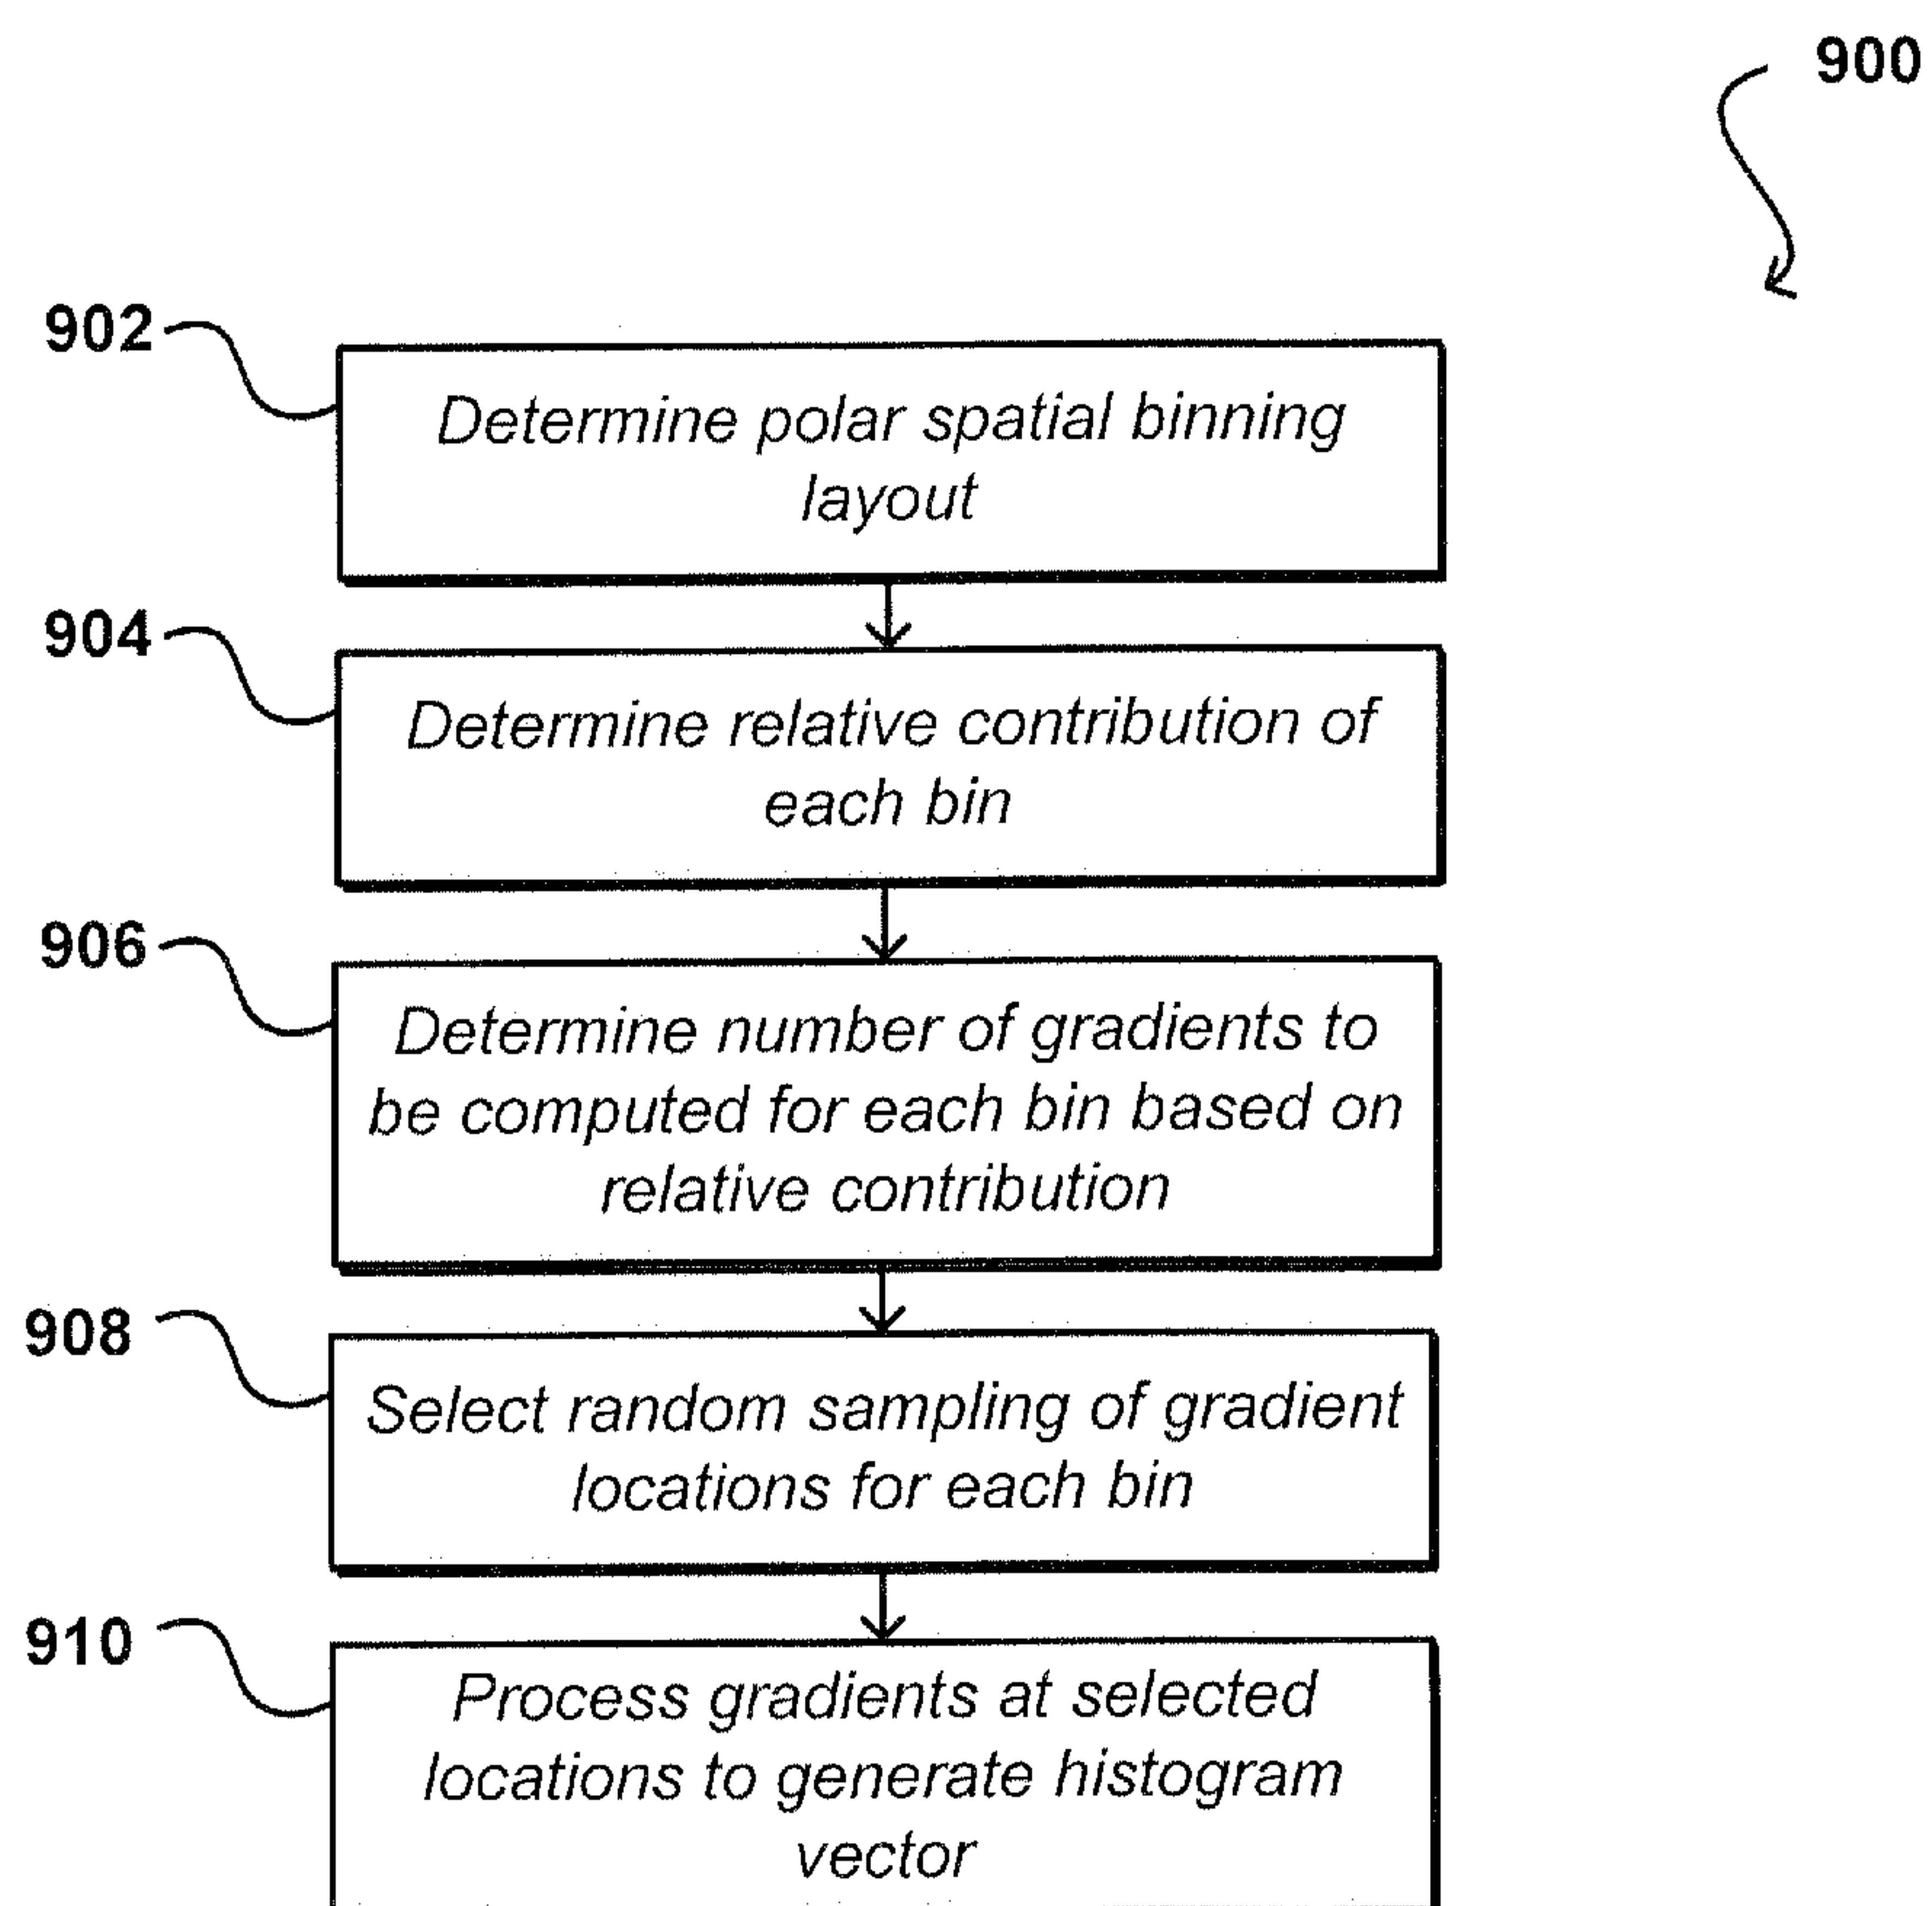 900
902
Determine polar spatial binning
layout
904
Determine relative contribution of
each bin
906
Determine number of gradients to
be computed for each bin based on
relative contribution
908
Select random sampling of gradient
locations for each bin
910
Process gradients at selected
locations to generate histogram
vector